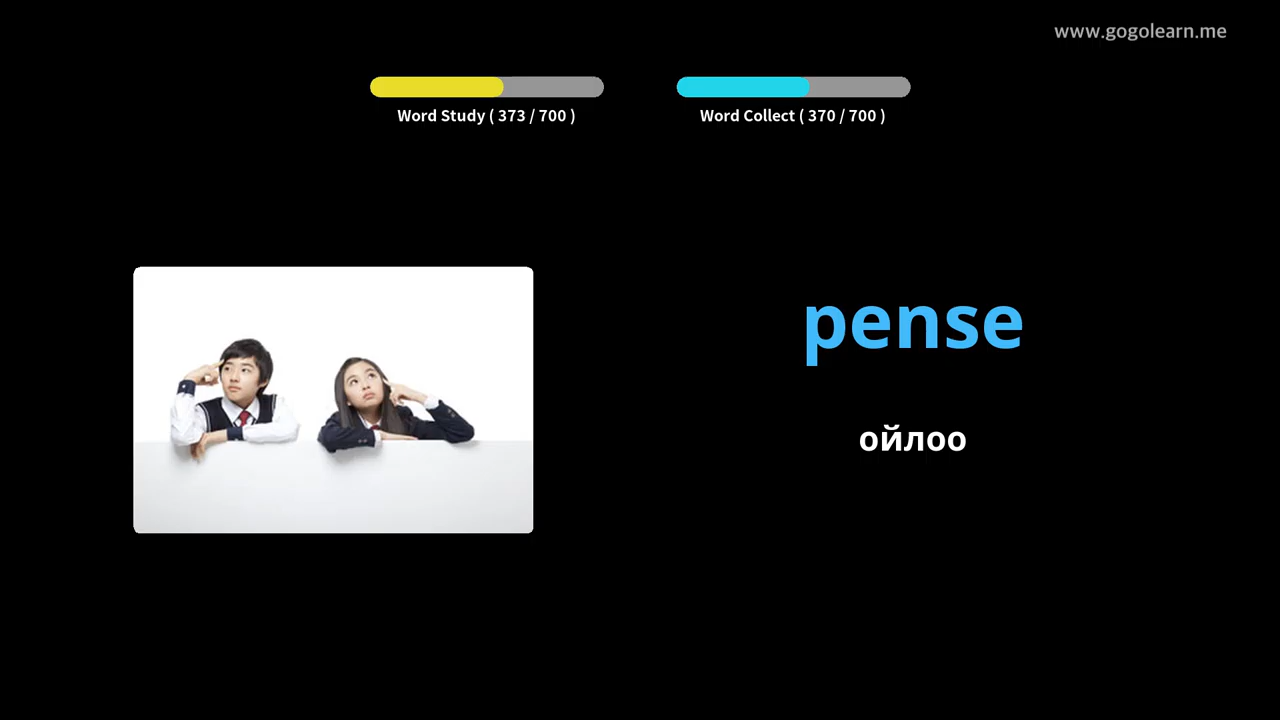 www.gogolearn.me
Word Study ( 373 / 700 )
Word Collect ( 370 / 700 )
pense
ойлоо